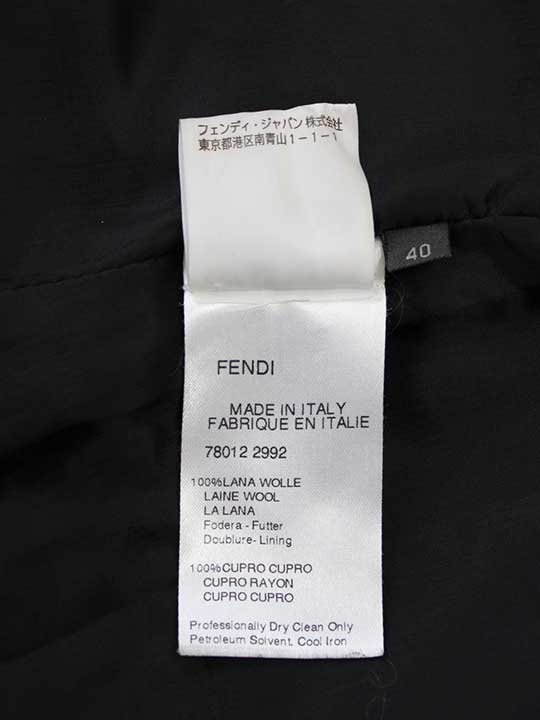 フェンディ・ジャパン株式会社
東京都港区南青山1-1-1
40
FENDI
MADE IN ITALY
FABRIQUE EN ITALIE
78012 2992
100%LANA WOLLE
LAINE WOOL
LA LANA
Fodera - Futter
Doublure- Lining
100%CUPRO CUPRO
CUPRO RAYON
CUPRO CUPRO
Professionally Dry Clean Only
Petroleum Solvent, Cool Iron